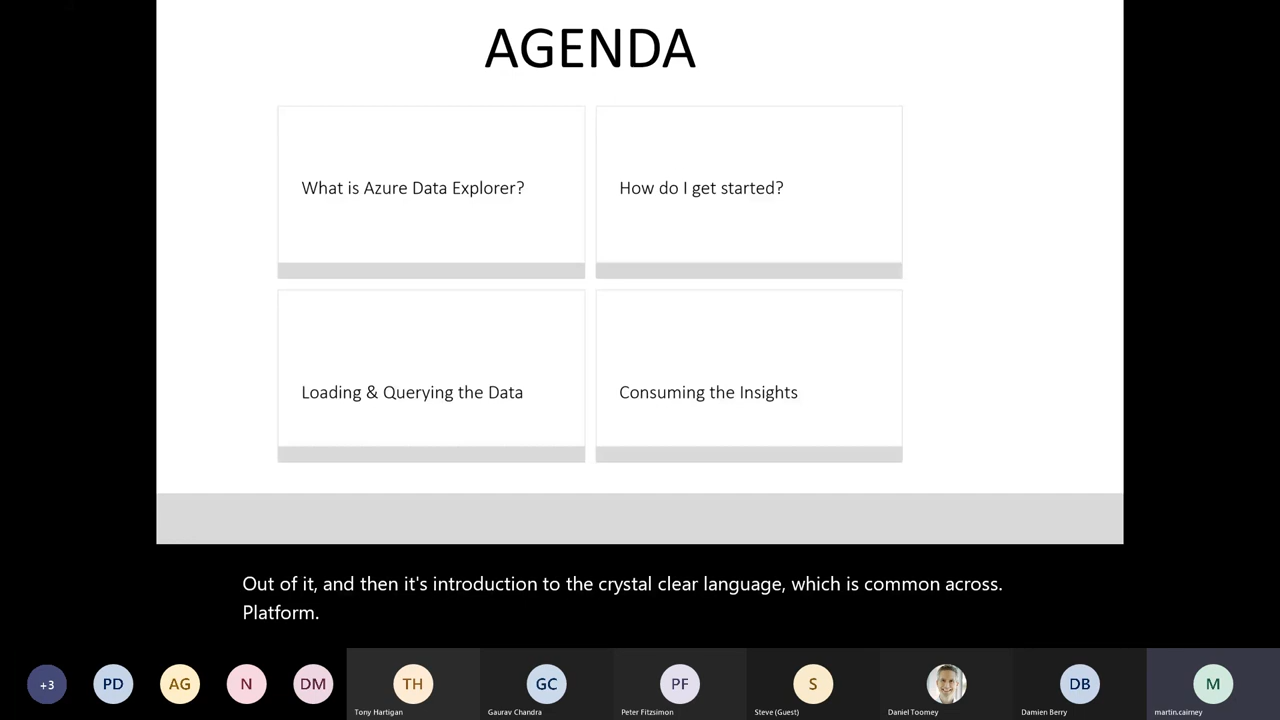 AGENDA
What is Azure Data Explorer?
How do I get started?
Loading & Querying the Data
Consuming the Insights
Out of it, and then it's introduction to the crystal clear language, which is common across.
Platform.
+3
PD
AG
N
DM
TH
GC
PF
S
DB
M
Tony Hartigan
Gaurav Chandra
Peter Fitzsimon
Steve (Guest)
Daniel Toomey
Damien Berry
martin.cairney